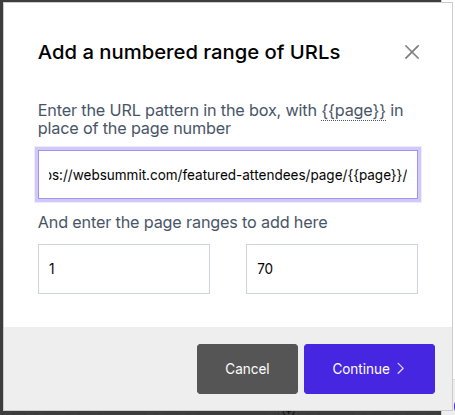 Add a numbered range of URLs
Enter the URL pattern in the box, with {{page}} in
place of the page number
ps://websummit.com/featured-attendees/page/{{page}}/
And enter the page ranges to add here
1
70
Cancel
Continue